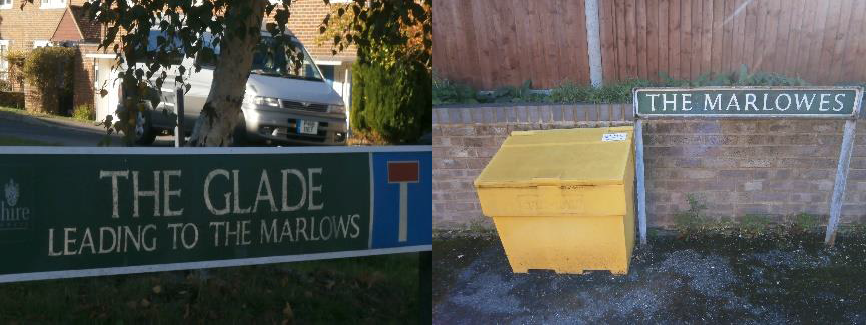 THE GLADE
LEADING TO THE MARLOWS
THE MARLOWES